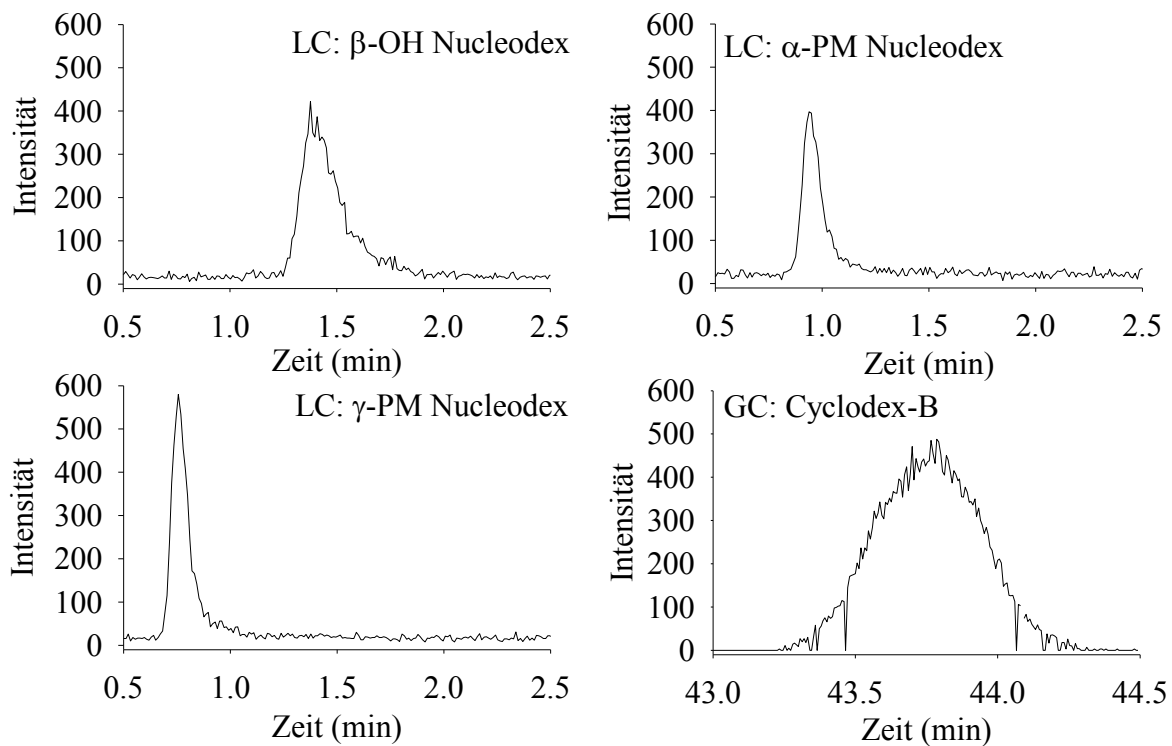 LC: β-OH Nucleodex
Intensität
600
500
400
300
200
100
0
0.5 1.0 1.5 2.0 2.5
Zeit (min)
LC: α-PM Nucleodex
Intensität
600
500
400
300
200
100
0
0.5 1.0 1.5 2.0 2.5
Zeit (min)
LC: γ-PM Nucleodex
Intensität
600
500
400
300
200
100
0
0.5 1.0 1.5 2.0 2.5
Zeit (min)
GC: Cyclodex-B
Intensität
600
500
400
300
200
100
0
43.0 43.5 44.0 44.5
Zeit (min)